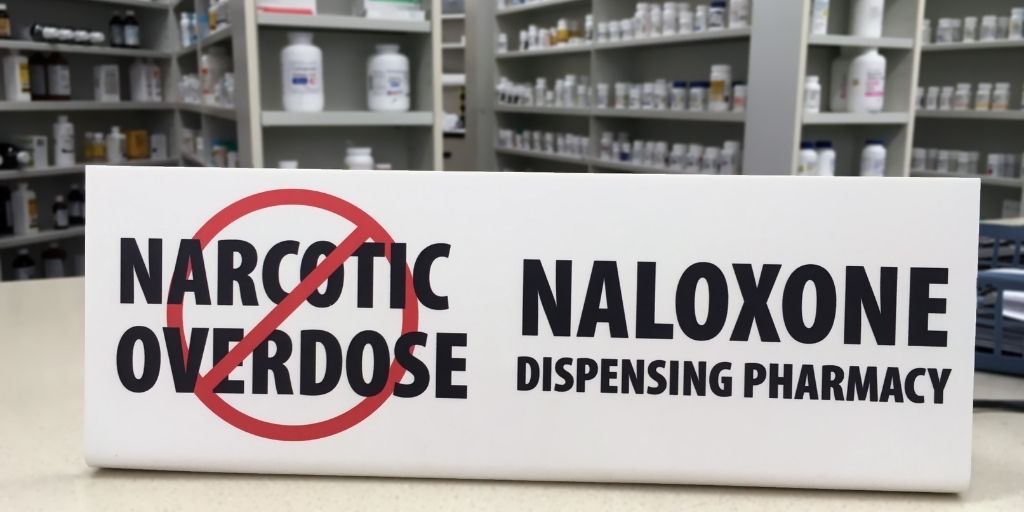 NARCOTIC
OVERDOSE
NALOXONE
DISPENSING PHARMACY